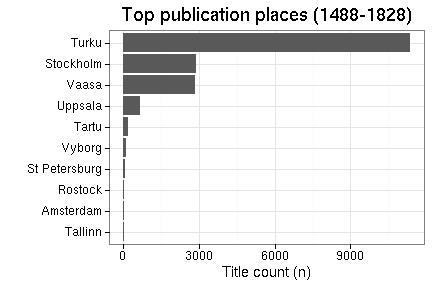 Top publication places (1488-1828)
Turku
Stockholm
Vaasa
Uppsala
Tartu
Vyborg
St Petersburg
Rostock
Amsterdam
Tallinn
0 3000 6000 9000
Title count (n)